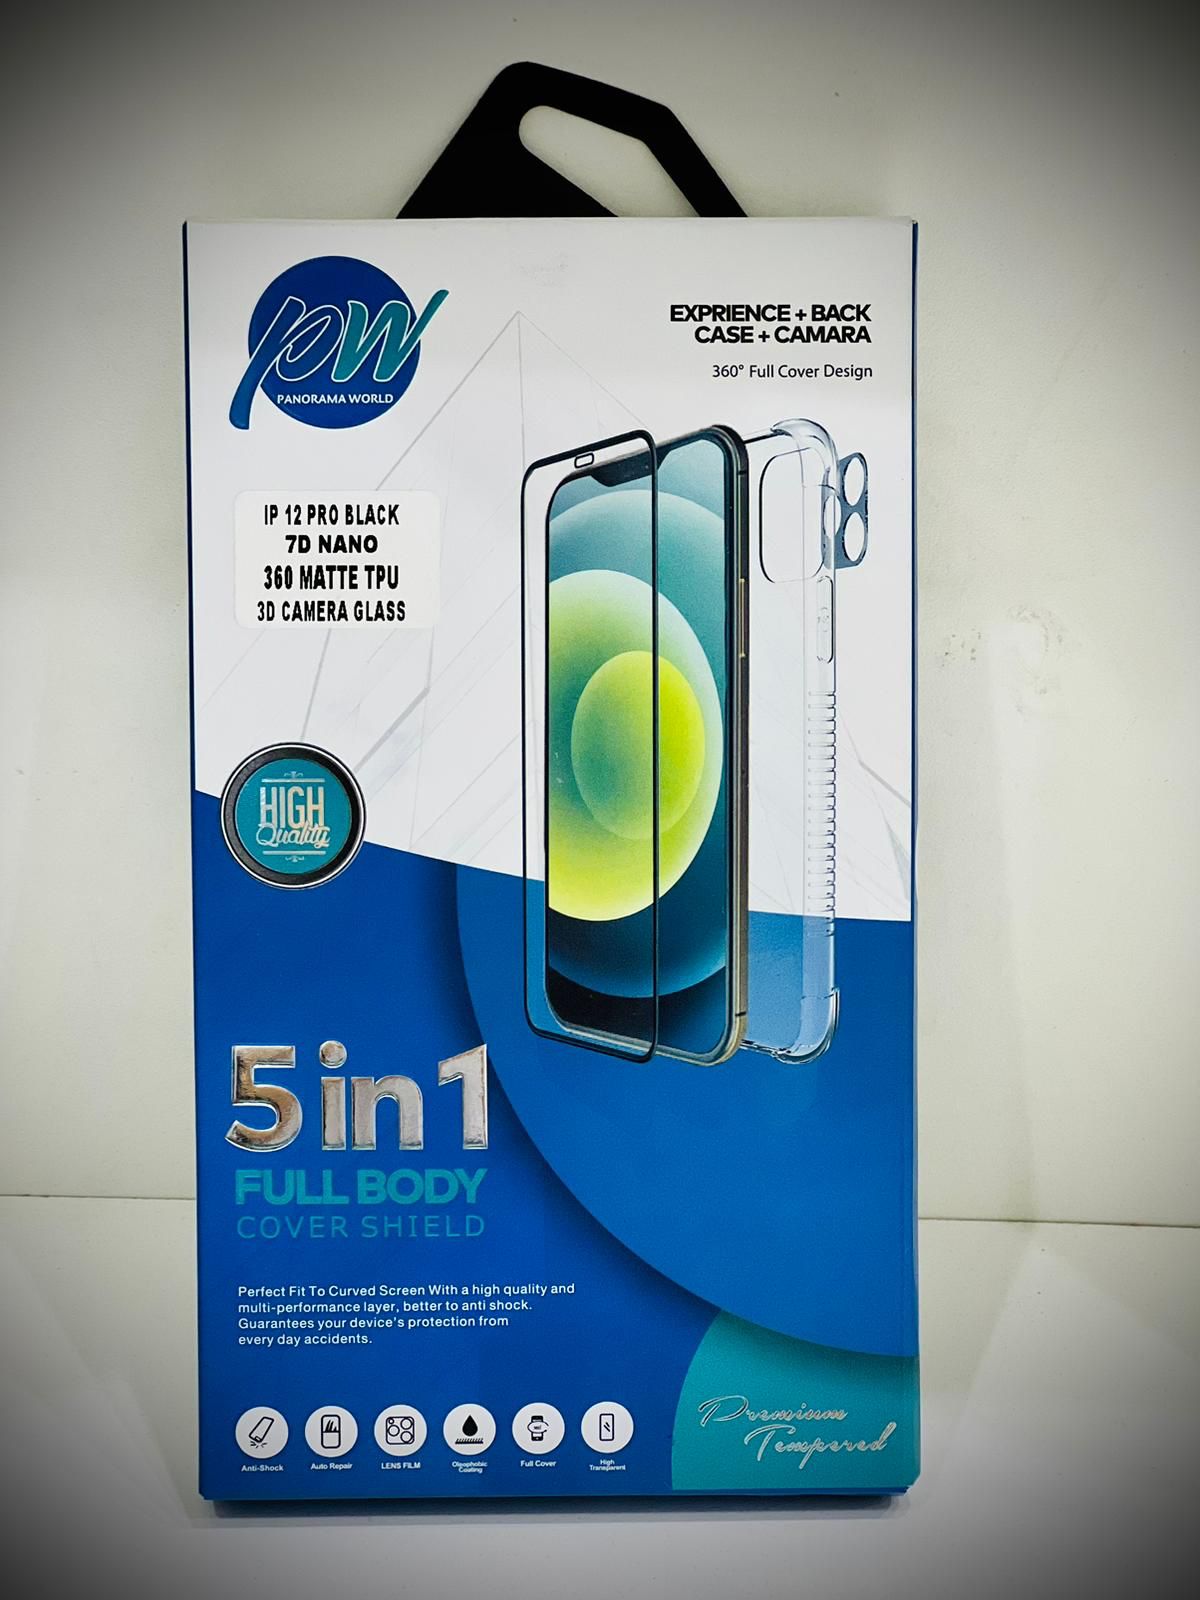 pw
PANORAMA WORLD
EXPRIENCE + BACK
CASE + CAMARA
360° Full Cover Design
IP 12 PRO BLACK
7D NANO
360 MATTE TPU
3D CAMERA GLASS
HIGH
Quality
5 in 1
FULL BODY
COVER SHIELD
Perfect Fit To Curved Screen With a high quality and
multi-performance layer, better to anti shock.
Guarantees your device's protection from
every day accidents.
Anti-Shock
Auto Repair
LENS FILM
Oleophobic
Coating
Full Cover
High
Transparent
Premium
Tempered